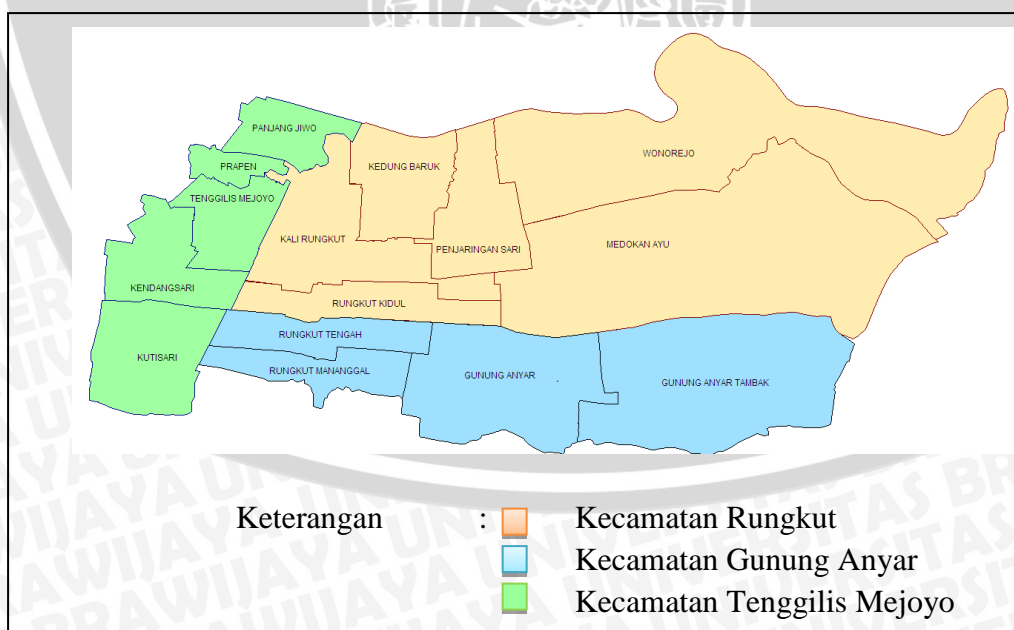 PANJANG JIWO
PRAPEN
KEDUNG BARUK
WONOREJO
TENGGILIS MEJOYO
KALI RUNGKUT
PENJARINGAN SARI
MEDOKAN AYU
KENDANGSARI
RUNGKUT KIDUL
KUTISARI
RUNGKUT TENGAH
RUNGKUT MANANGGAL
GUNUNG ANYAR
GUNUNG ANYAR TAMBAK
Keterangan : Kecamatan Rungkut
Kecamatan Gunung Anyar
Kecamatan Tenggilis Mejoyo